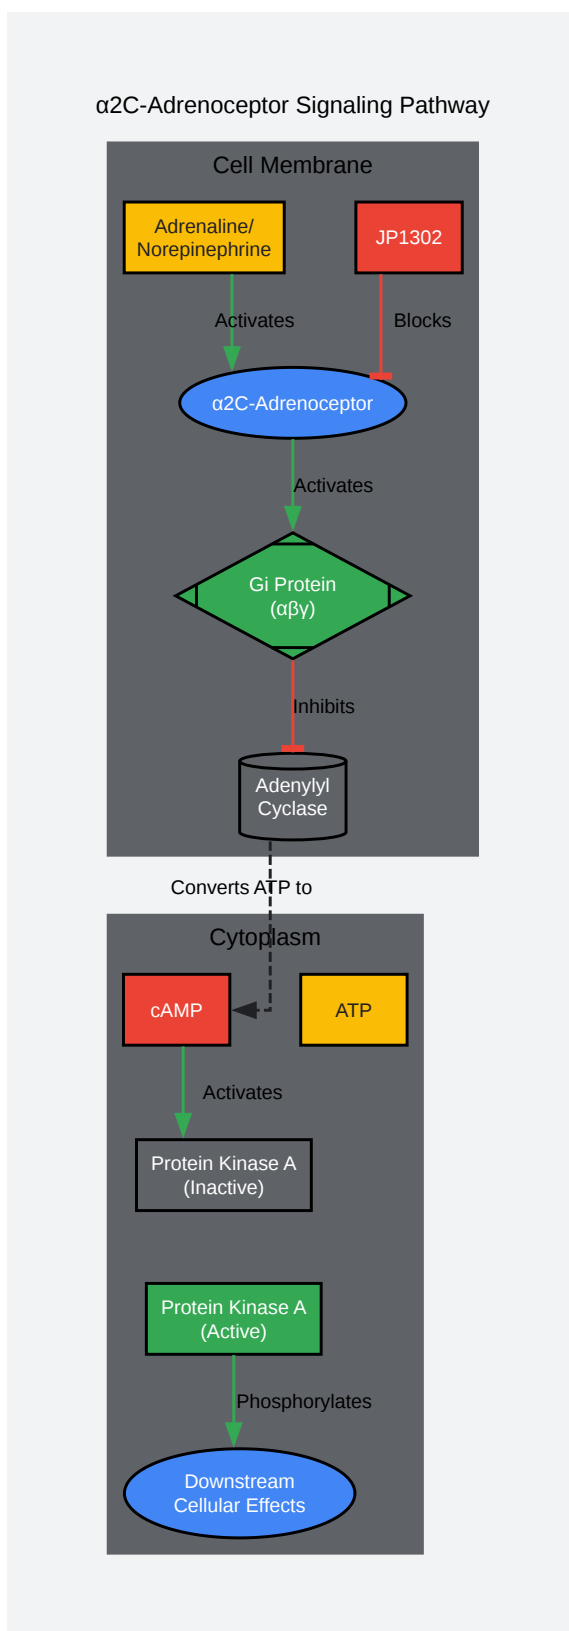 α2C-Adrenoceptor Signaling Pathway
Cell Membrane
Adrenaline/
Norepinephrine
JP1302
Activates
Blocks
α2C-Adrenoceptor
Activates
Gi Protein
(αβγ)
Inhibits
Adenylyl
Cyclase
Converts ATP to
Cytoplasm
cAMP
ATP
Activates
Protein Kinase A
(Inactive)
Protein Kinase A
(Active)
Phosphorylates
Downstream
Cellular Effects